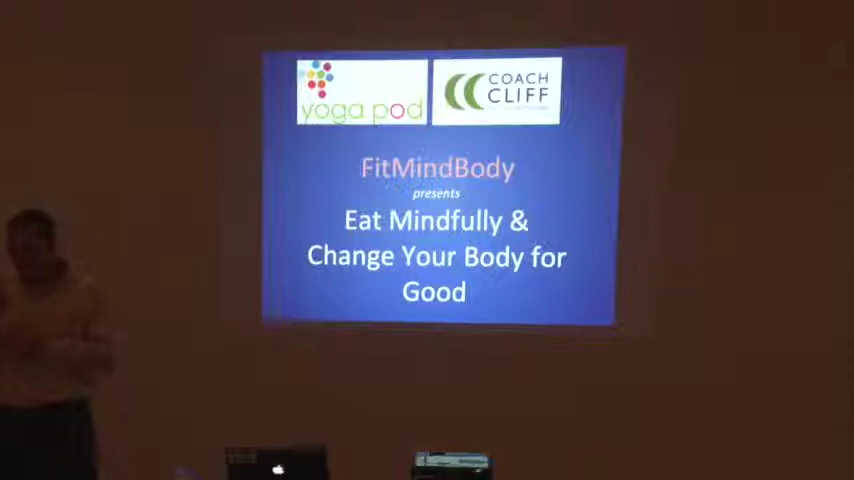 yoga pod
COACH
CLIFF
FitMindBody
presents
Eat Mindfully &
Change Your Body for
Good